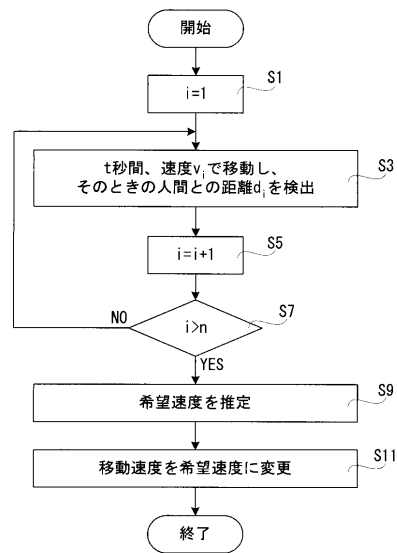 開始
i=1
S1
t秒間、速度viで移動し、
そのときの人間との距離diを検出
S3
i=i+1
S5
i>n
S7
NO
YES
希望速度を推定
S9
移動速度を希望速度に変更
S11
終了